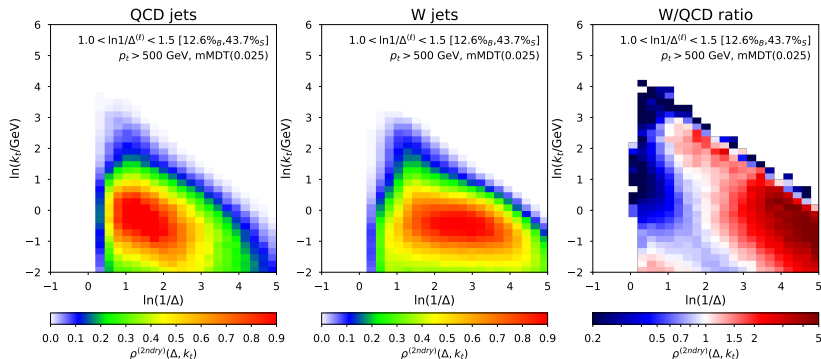 QCD jets
1.0 < ln1/Δ^(ℓ) < 1.5 [12.6%_B,43.7%_S]
p_t > 500 GeV, mMDT(0.025)
ln(k_t/GeV)
6
5
4
3
2
1
0
−1
−2
−1 0 1 2 3 4 5
ln(1/Δ)
0.0 0.1 0.2 0.3 0.4 0.5 0.6 0.7 0.8 0.9
ρ^(2ndry)(Δ, k_t)
W jets
1.0 < ln1/Δ^(ℓ) < 1.5 [12.6%_B,43.7%_S]
p_t > 500 GeV, mMDT(0.025)
ln(k_t/GeV)
6
5
4
3
2
1
0
−1
−2
−1 0 1 2 3 4 5
ln(1/Δ)
0.0 0.1 0.2 0.3 0.4 0.5 0.6 0.7 0.8 0.9
ρ^(2ndry)(Δ, k_t)
W/QCD ratio
1.0 < ln1/Δ^(ℓ) < 1.5 [12.6%_B,43.7%_S]
p_t > 500 GeV, mMDT(0.025)
ln(k_t/GeV)
6
5
4
3
2
1
0
−1
−2
−1 0 1 2 3 4 5
ln(1/Δ)
0.2 0.5 0.7 1 1.5 2 5
ρ^(2ndry)(Δ, k_t)